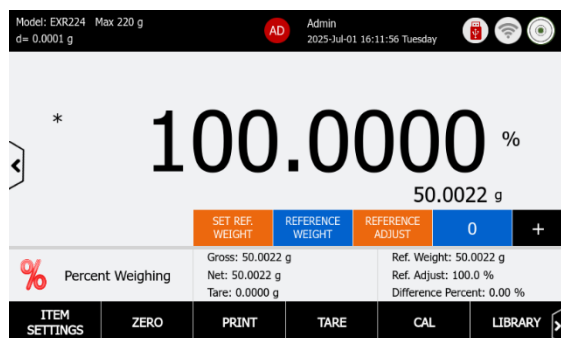 Model: EXR224 Max 220 g
d= 0.0001 g
AD
Admin
2025-Jul-01 16:11:56 Tuesday
*
100.0000 %
50.0022 g
SET REF.
WEIGHT
REFERENCE
WEIGHT
REFERENCE
ADJUST
0
+
% Percent Weighing
Gross: 50.0022 g
Net: 50.0022 g
Tare: 0.0000 g
Ref. Weight: 50.0022 g
Ref. Adjust: 100.0 %
Difference Percent: 0.00 %
ITEM
SETTINGS
ZERO
PRINT
TARE
CAL
LIBRARY